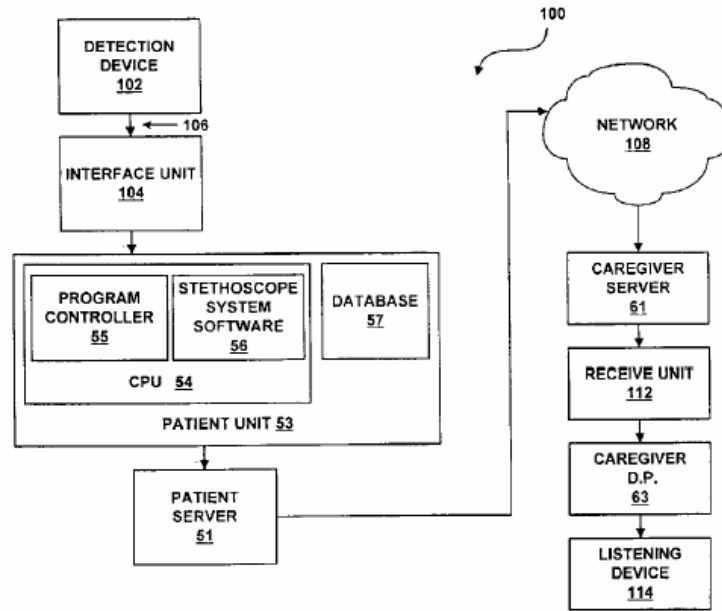 100
DETECTION
DEVICE
102
106
INTERFACE UNIT
104
PROGRAM
CONTROLLER
55
STETHOSCOPE
SYSTEM
SOFTWARE
56
CPU 54
DATABASE
57
PATIENT UNIT 53
PATIENT
SERVER
51
NETWORK
108
CAREGIVER
SERVER
61
RECEIVE UNIT
112
CAREGIVER
D.P.
63
LISTENING
DEVICE
114